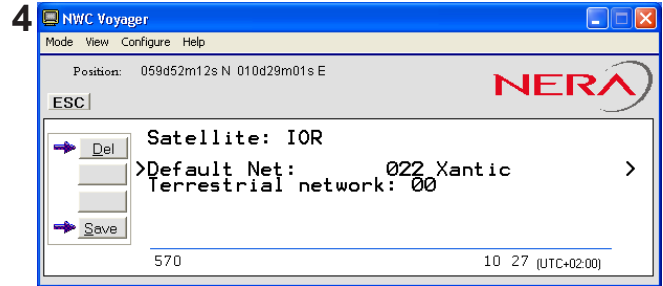 4
NWC Voyager
Mode View Configure Help
Position: 059d52m12s N 010d29m01s E
NERA
ESC
Satellite: IOR
Del
>Default Net: 022 Xantic >
Terrestrial network: 00
Save
570 10 27 (UTC+02:00)